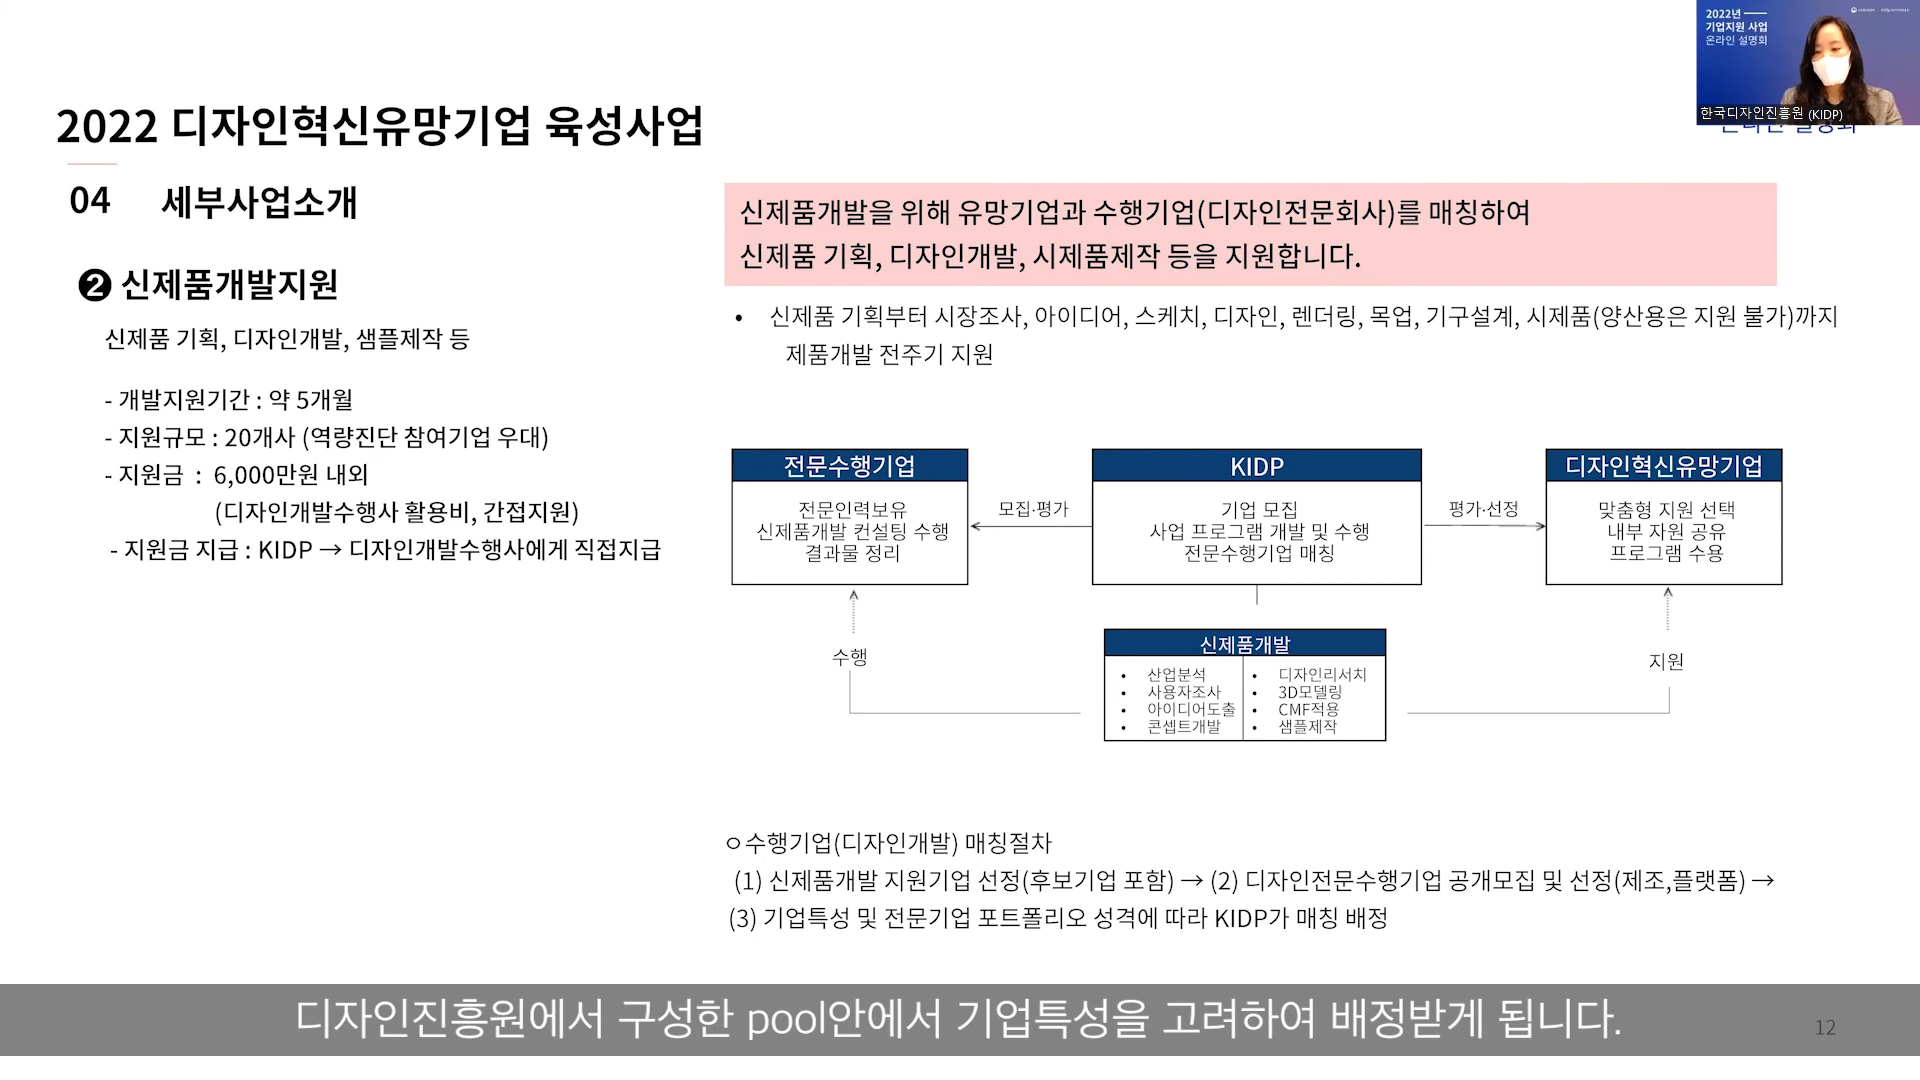 2022년
기업지원 사업
온라인 설명회
한국디자인진흥원 (KIDP)
2022 디자인혁신유망기업 육성사업
04 세부사업소개
❷ 신제품개발지원
신제품 기획, 디자인개발, 샘플제작 등
- 개발지원기간 : 약 5개월
- 지원규모 : 20개사 (역량진단 참여기업 우대)
- 지원금 : 6,000만원 내외
(디자인개발수행사 활용비, 간접지원)
- 지원금 지급 : KIDP → 디자인개발수행사에게 직접지급
신제품개발을 위해 유망기업과 수행기업(디자인전문회사)를 매칭하여
신제품 기획, 디자인개발, 시제품제작 등을 지원합니다.
• 신제품 기획부터 시장조사, 아이디어, 스케치, 디자인, 렌더링, 목업, 기구설계, 시제품(양산용은 지원 불가)까지
제품개발 전주기 지원
전문수행기업
전문인력보유
신제품개발 컨설팅 수행
결과물 정리
모집·평가
KIDP
기업 모집
사업 프로그램 개발 및 수행
전문수행기업 매칭
평가·선정
디자인혁신유망기업
맞춤형 지원 선택
내부 자원 공유
프로그램 수용
수행
신제품개발
• 산업분석
• 사용자조사
• 아이디어도출
• 콘셉트개발
• 디자인리서치
• 3D모델링
• CMF적용
• 샘플제작
지원
ㅇ수행기업(디자인개발) 매칭절차
(1) 신제품개발 지원기업 선정(후보기업 포함) → (2) 디자인전문수행기업 공개모집 및 선정(제조,플랫폼) →
(3) 기업특성 및 전문기업 포트폴리오 성격에 따라 KIDP가 매칭 배정
디자인진흥원에서 구성한 pool안에서 기업특성을 고려하여 배정받게 됩니다.
12